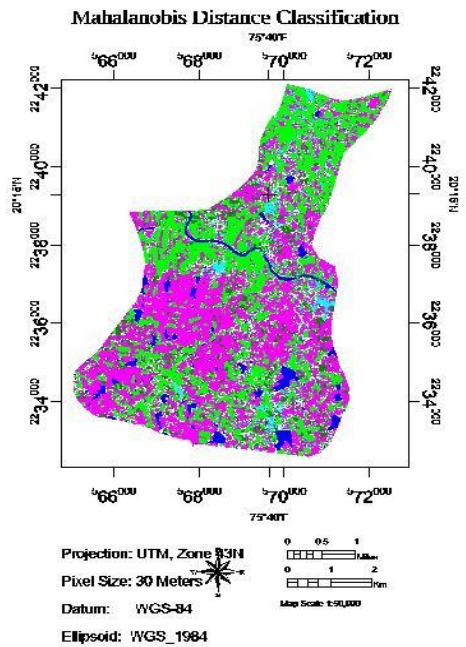 Mahalanobis Distance Classification
75°40'E
⁵66⁰⁰⁰ ⁵68⁰⁰⁰ ⁵70⁰⁰⁰ ⁵72⁰⁰⁰
22⁴2⁰⁰⁰ 22⁴2⁰⁰⁰
22⁴0⁰⁰⁰ 22⁴0⁰⁰⁰
22³8⁰⁰⁰ 22³8⁰⁰⁰
22³6⁰⁰⁰ 22³6⁰⁰⁰
22³4⁰⁰⁰ 22³4⁰⁰⁰
⁵66⁰⁰⁰ ⁵68⁰⁰⁰ ⁵70⁰⁰⁰ ⁵72⁰⁰⁰
75°40'E
Projection: UTM, Zone 43N
Pixel Size: 30 Meters
Datum: WGS-84
Ellipsoid: WGS_1984
0 0.5 1
Miles
0 1 2
Km
Map Scale 1:50,000